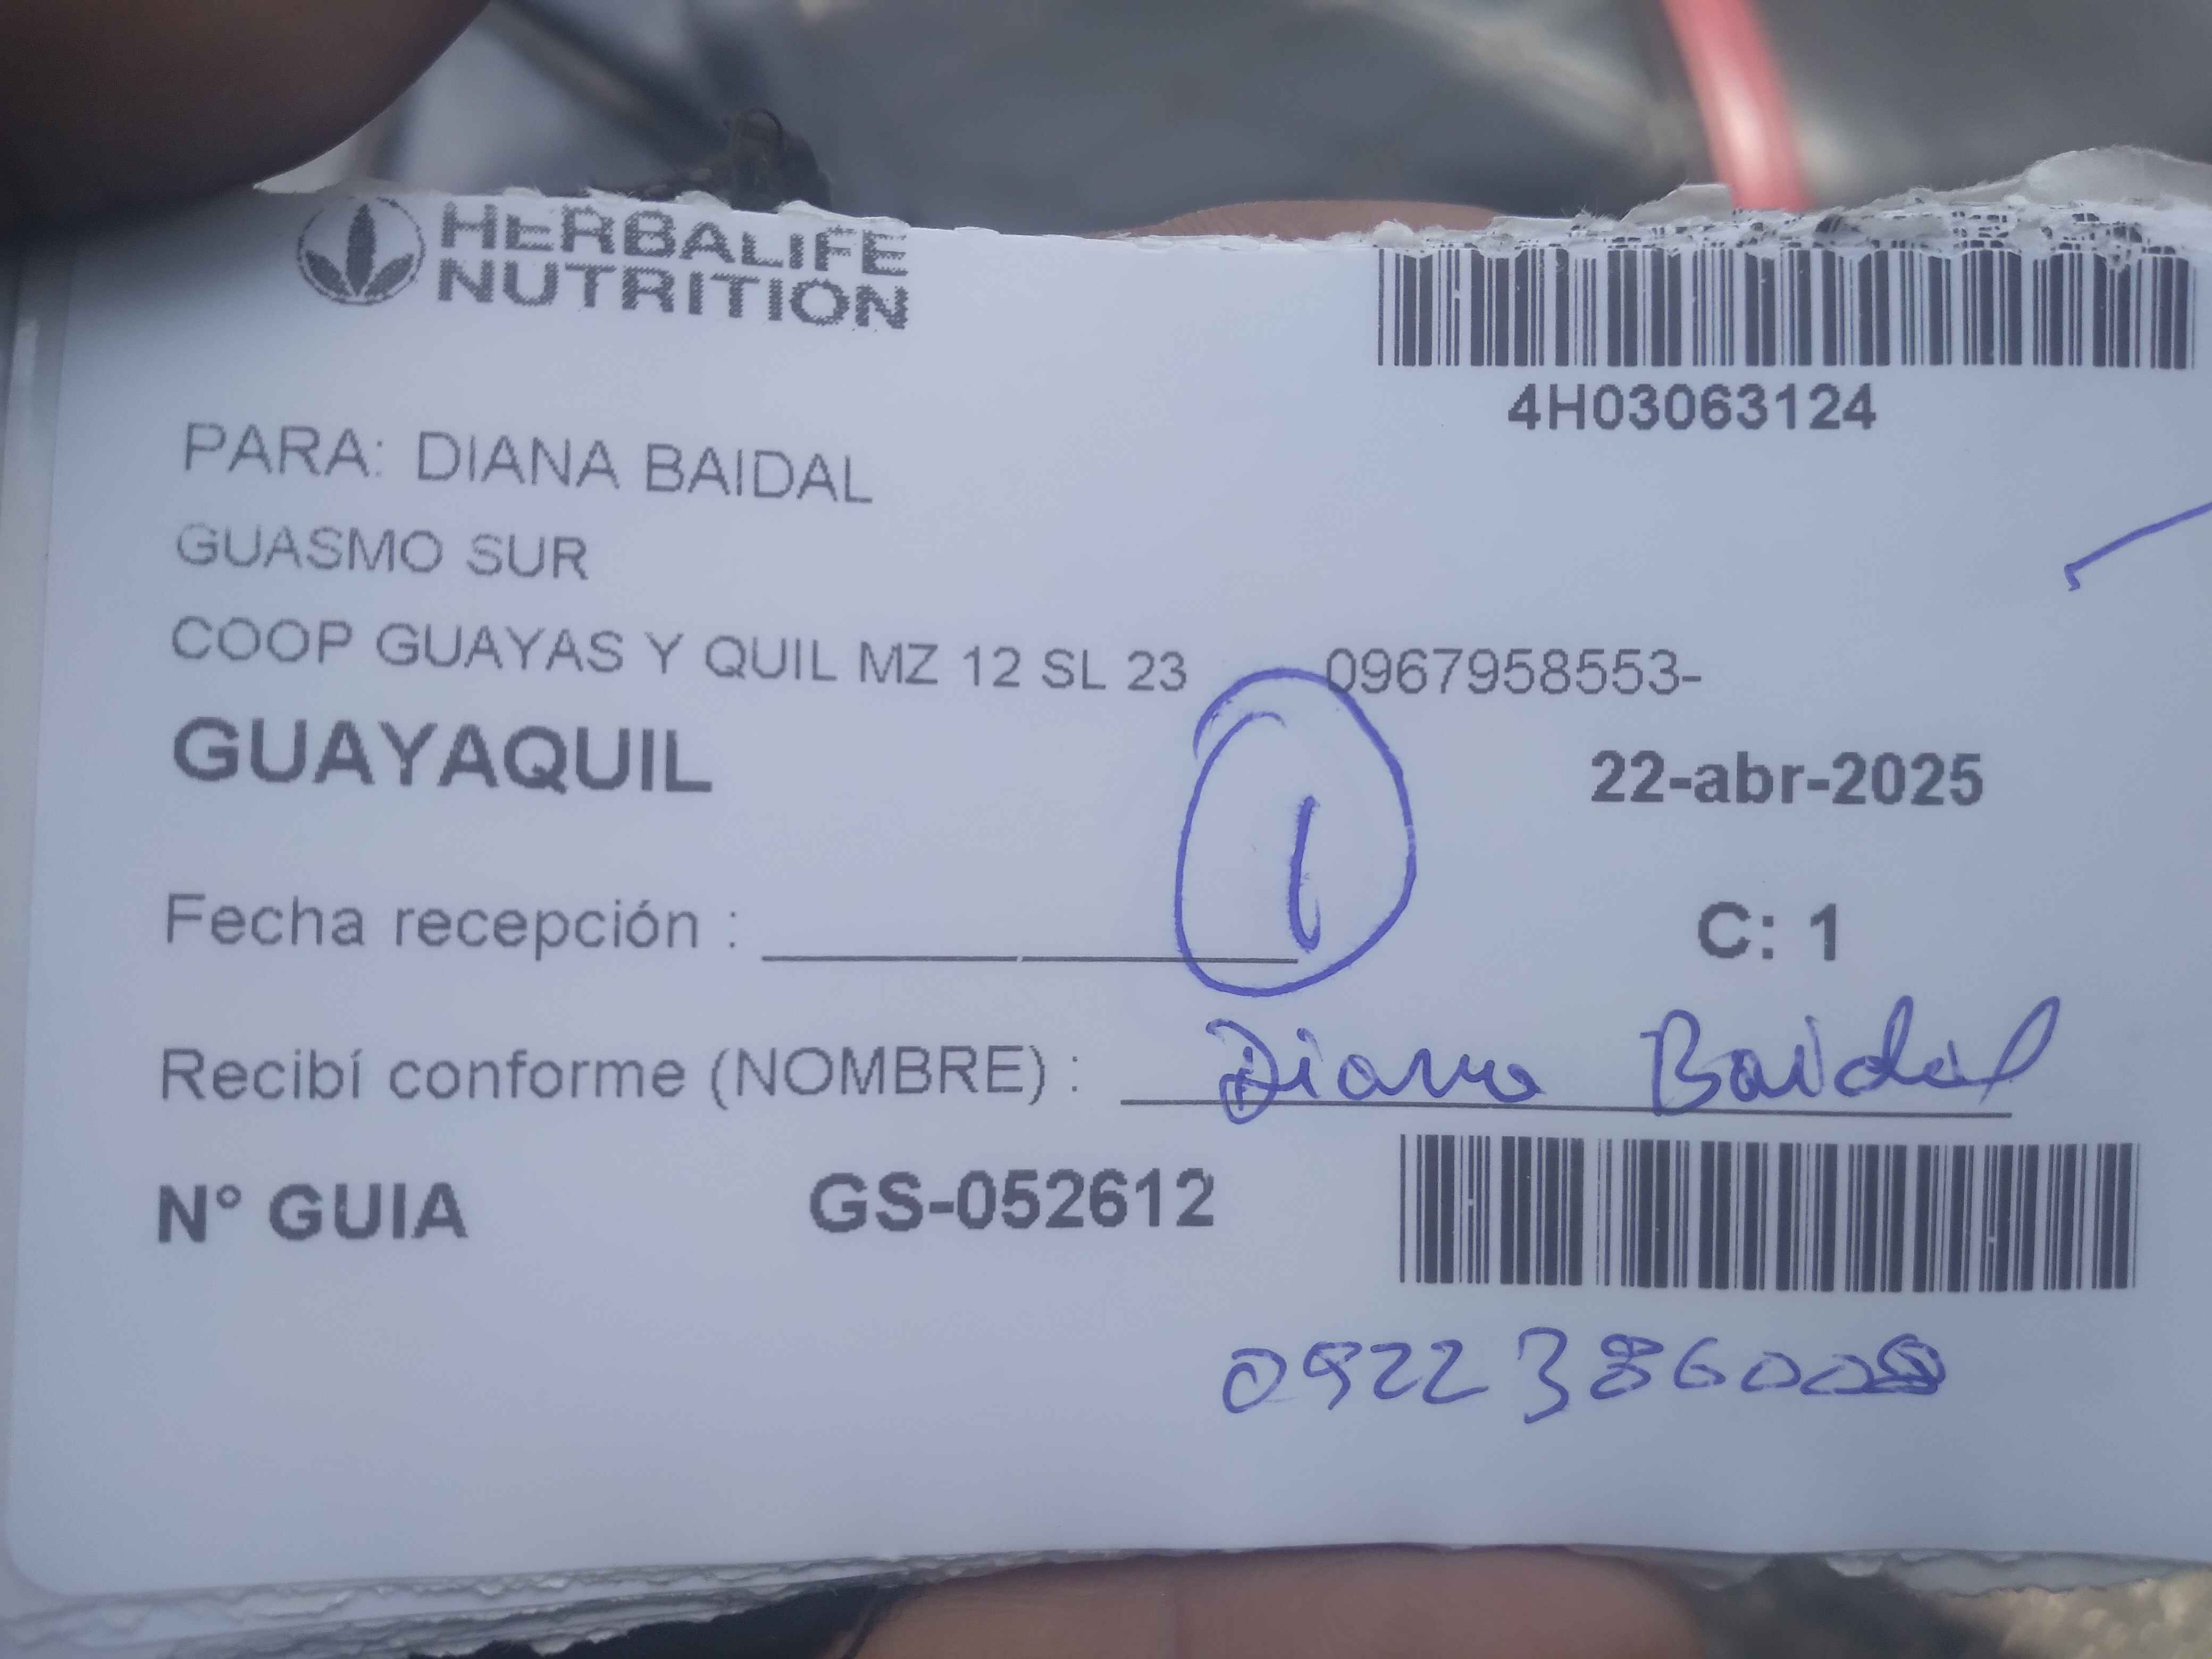 HERBALIFE
NUTRITION
4H03063124
PARA: DIANA BAIDAL
GUASMO SUR
COOP GUAYAS Y QUIL MZ 12 SL 23 0967958553-
GUAYAQUIL 22-abr-2025
1
Fecha recepción : C: 1
Recibí conforme (NOMBRE) : Diana Baidal
N° GUIA GS-052612